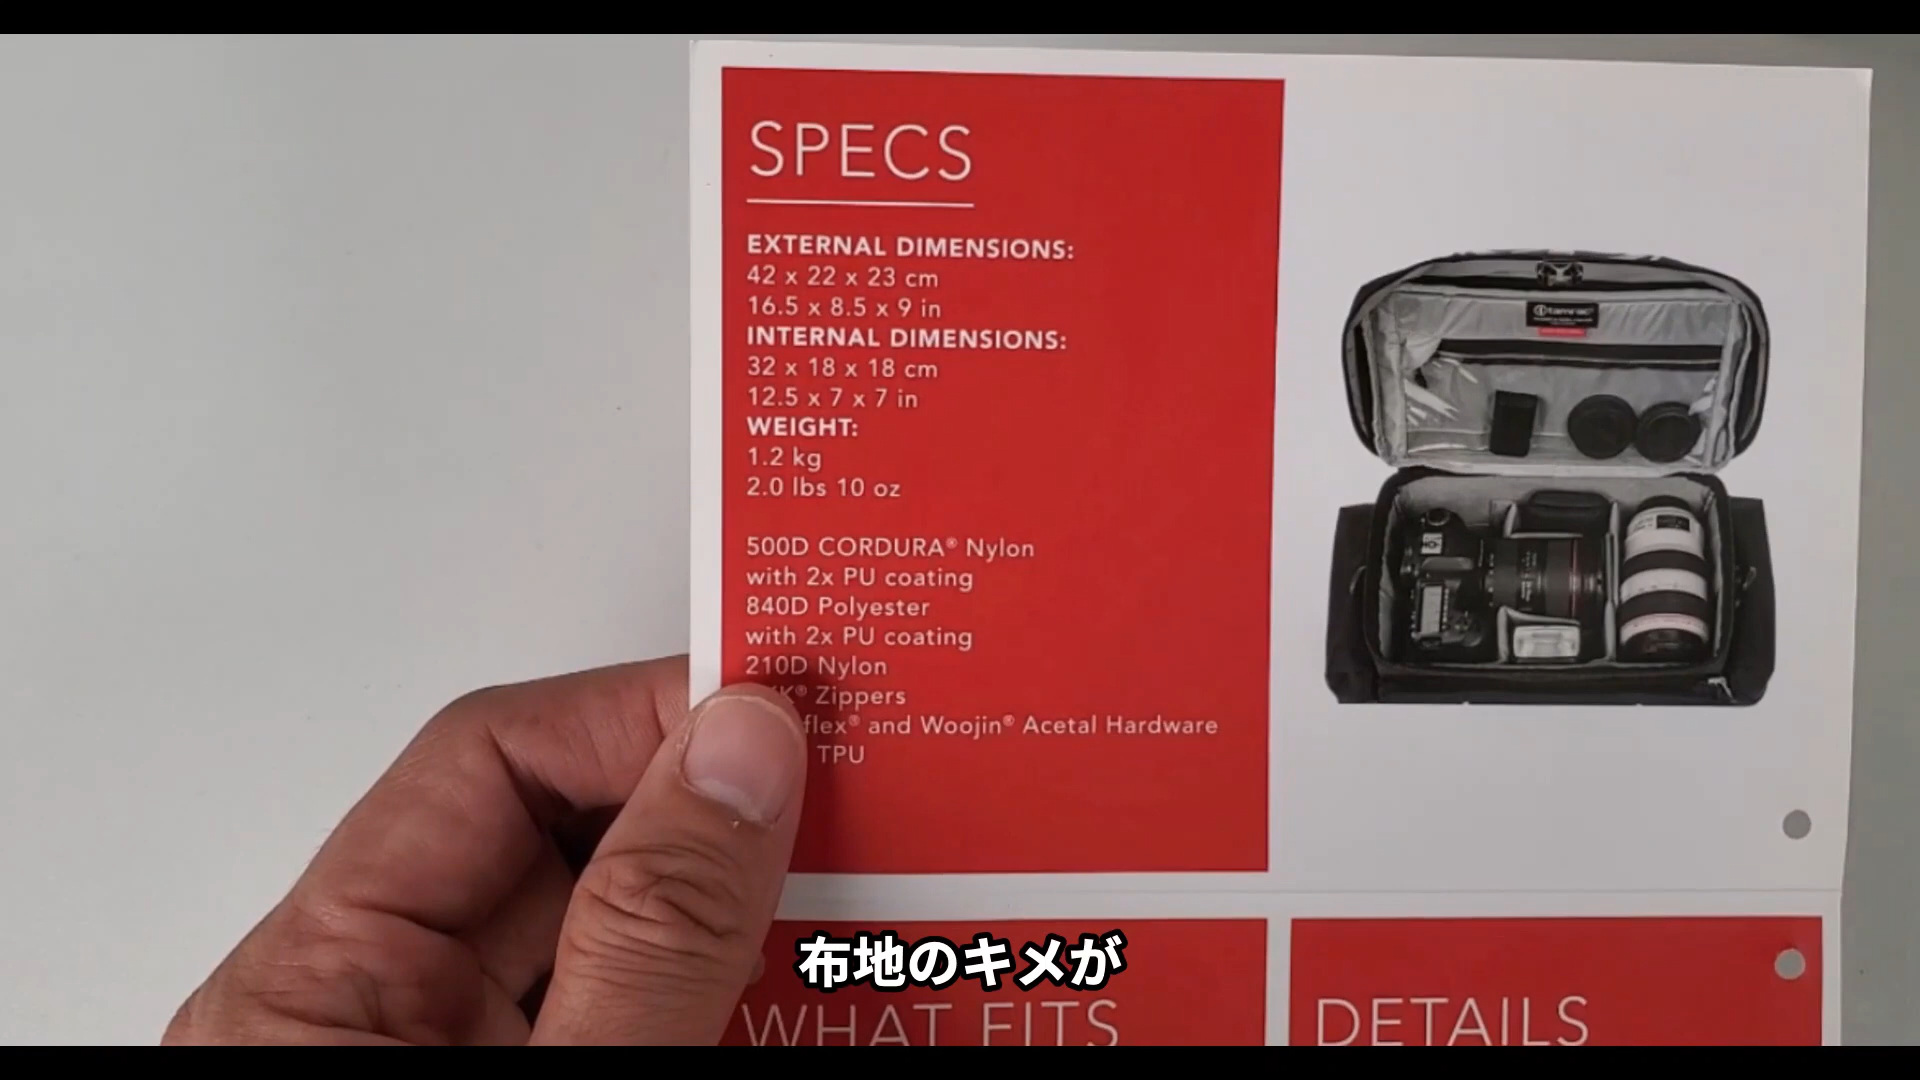 SPECS
EXTERNAL DIMENSIONS:
42 x 22 x 23 cm
16.5 x 8.5 x 9 in
INTERNAL DIMENSIONS:
32 x 18 x 18 cm
12.5 x 7 x 7 in
WEIGHT:
1.2 kg
2.0 lbs 10 oz
500D CORDURA® Nylon
with 2x PU coating
840D Polyester
with 2x PU coating
210D Nylon
Zippers
and Woojin® Acetal Hardware
TPU
tamrac
布地のキメが
WHAT FITS
DETAILS